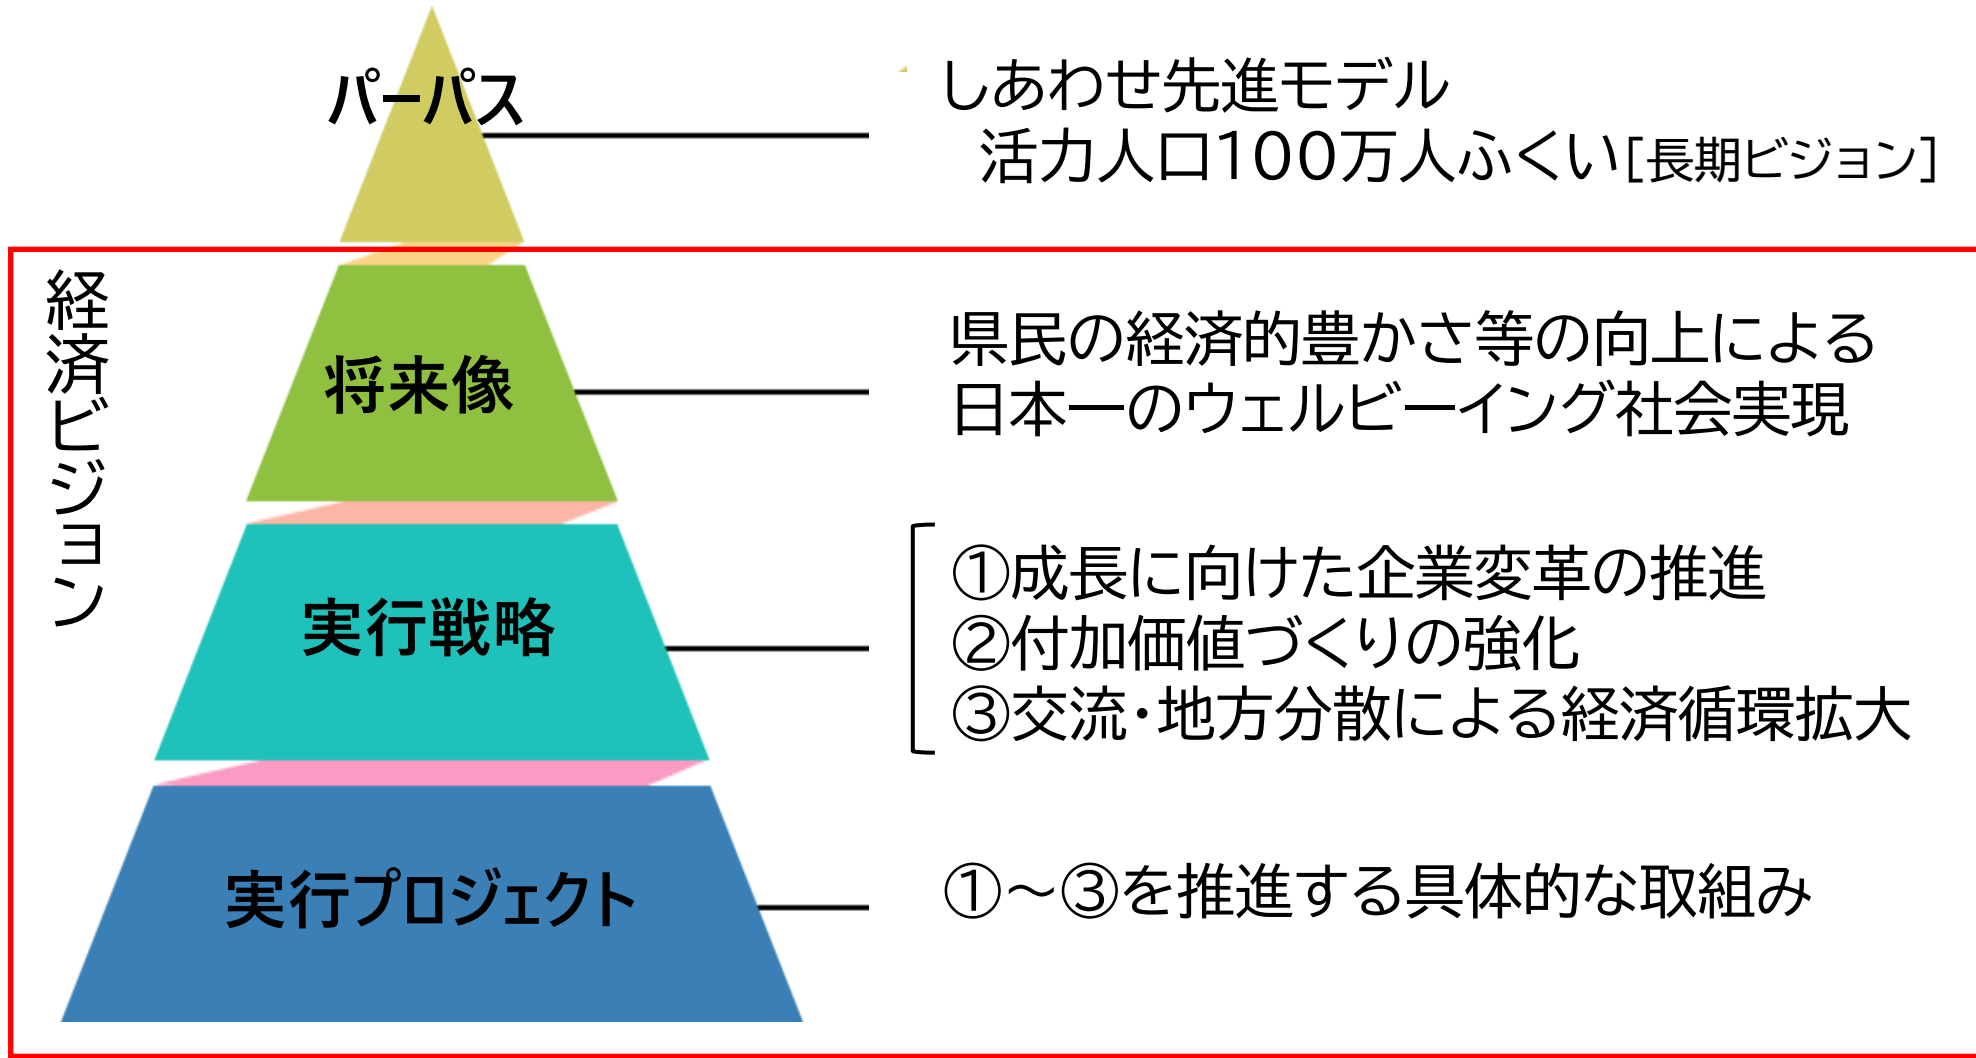 パーパス
しあわせ先進モデル
活力人口100万人ふくい[長期ビジョン]
経済ビジョン
将来像
県民の経済的豊かさ等の向上による
日本一のウェルビーイング社会実現
実行戦略
①成長に向けた企業変革の推進
②付加価値づくりの強化
③交流・地方分散による経済循環拡大
実行プロジェクト
①～③を推進する具体的な取組み